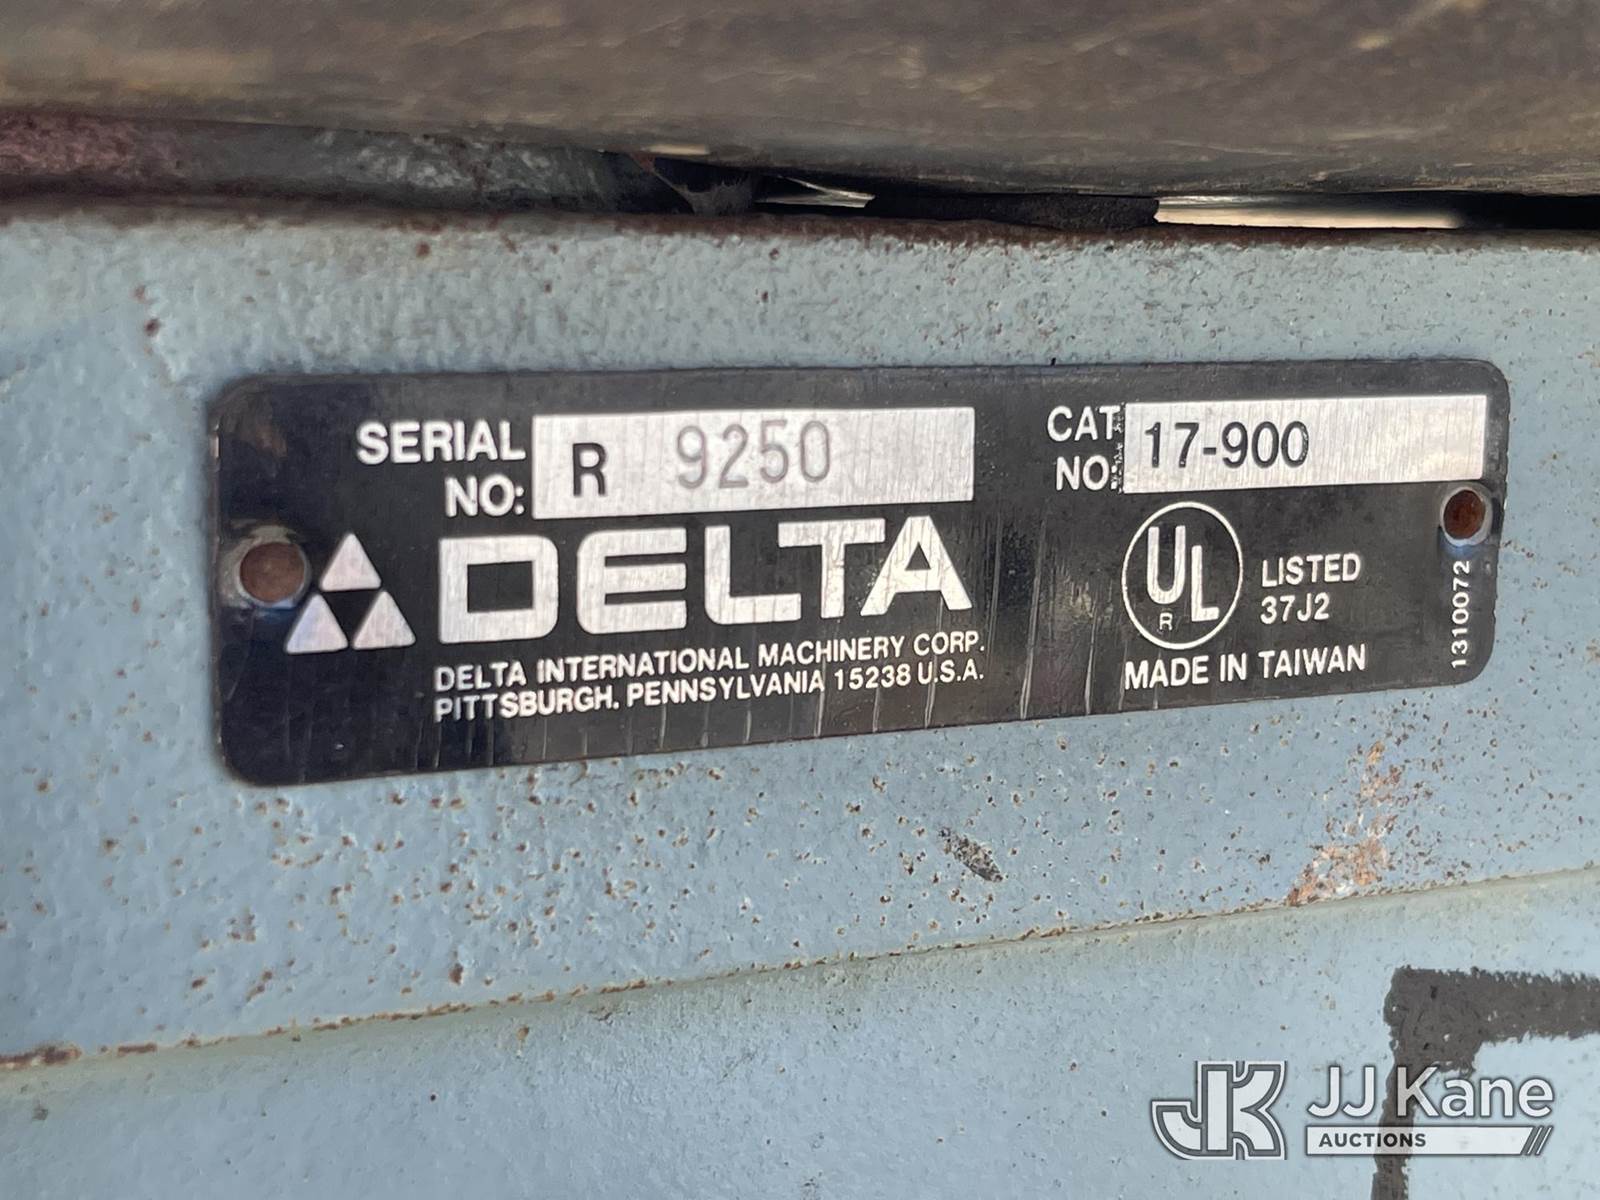 SERIAL NO: R 9250
CAT NO: 17-900
DELTA
DELTA INTERNATIONAL MACHINERY CORP.
PITTSBURGH, PENNSYLVANIA 15238 U.S.A.
UL
R
LISTED
37J2
MADE IN TAIWAN
1310072
JK JJ Kane
AUCTIONS